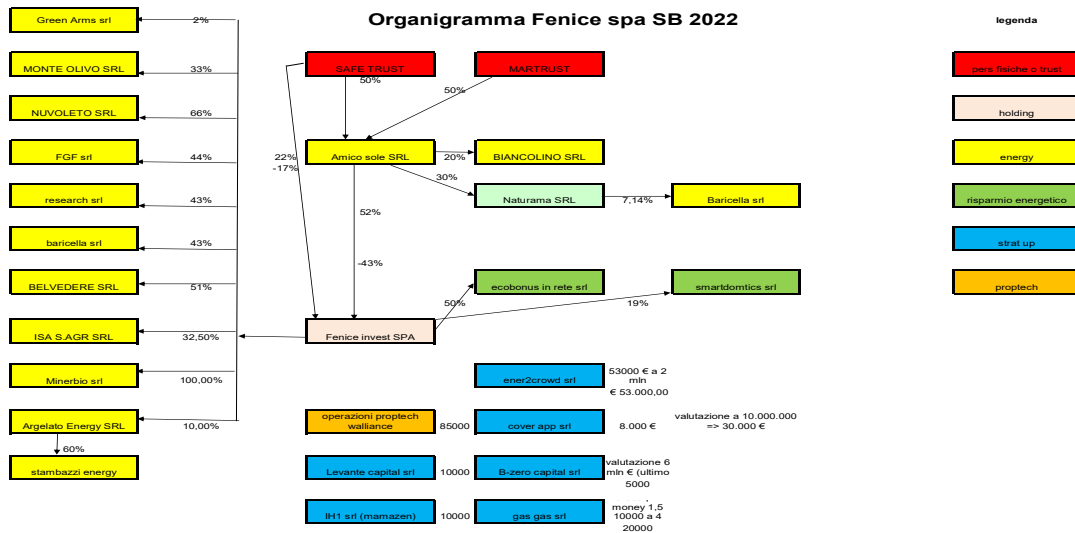 Organigramma Fenice spa SB 2022
legenda
Green Arms srl
2%
MONTE OLIVO SRL
33%
SAFE TRUST
MARTRUST
pers fisiche o trust
50%
50%
NUVOLETO SRL
66%
holding
FGF srl
44%
22%
-17%
Amico sole SRL
20%
BIANCOLINO SRL
energy
30%
research srl
43%
Naturama SRL
7,14%
Baricella srl
risparmio energetico
52%
baricella srl
43%
strat up
-43%
BELVEDERE SRL
51%
ecobonus in rete srl
smartdomtics srl
proptech
50%
19%
ISA S.AGR SRL
32,50%
Fenice invest SPA
Minerbio srl
100,00%
ener2crowd srl
53000 € a 2
mln
€ 53.000,00
Argelato Energy SRL
10,00%
operazioni proptech
walliance
85000
cover app srl
8.000 €
valutazione a 10.000.000
=> 30.000 €
60%
stambazzi energy
Levante capital srl
10000
B-zero capital srl
valutazione 6
mln € (ultimo
5000
IH1 srl (mamazen)
10000
gas gas srl
money 1,5
10000 a 4
20000